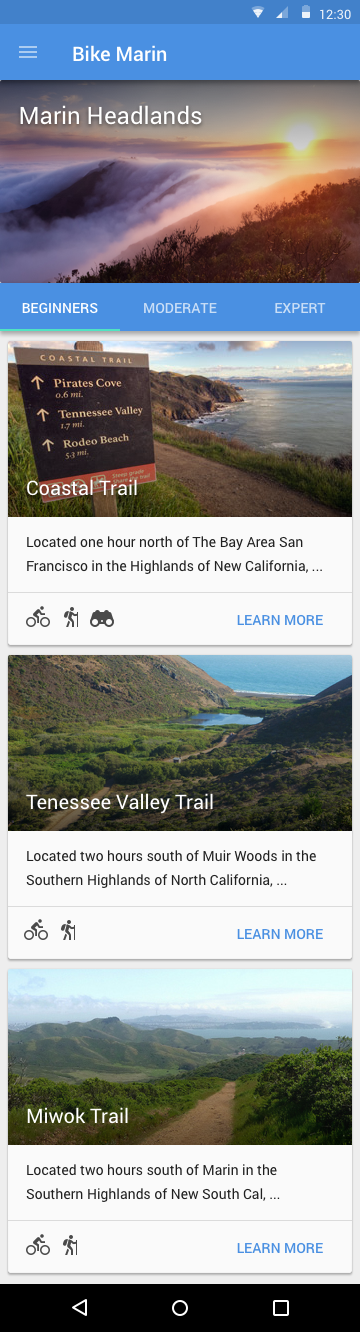 12:30
Bike Marin
Marin Headlands
BEGINNERS
MODERATE
EXPERT
COASTAL TRAIL
Pirates Cove
0.6 mi.
Tennessee Valley
1.7 mi.
Rodeo Beach
5.3 mi.
Steep grade
Coastal Trail
Located one hour north of The Bay Area San
Francisco in the Highlands of New California, ...
LEARN MORE
Tenessee Valley Trail
Located two hours south of Muir Woods in the
Southern Highlands of North California, ...
LEARN MORE
Miwok Trail
Located two hours south of Marin in the
Southern Highlands of New South Cal, ...
LEARN MORE